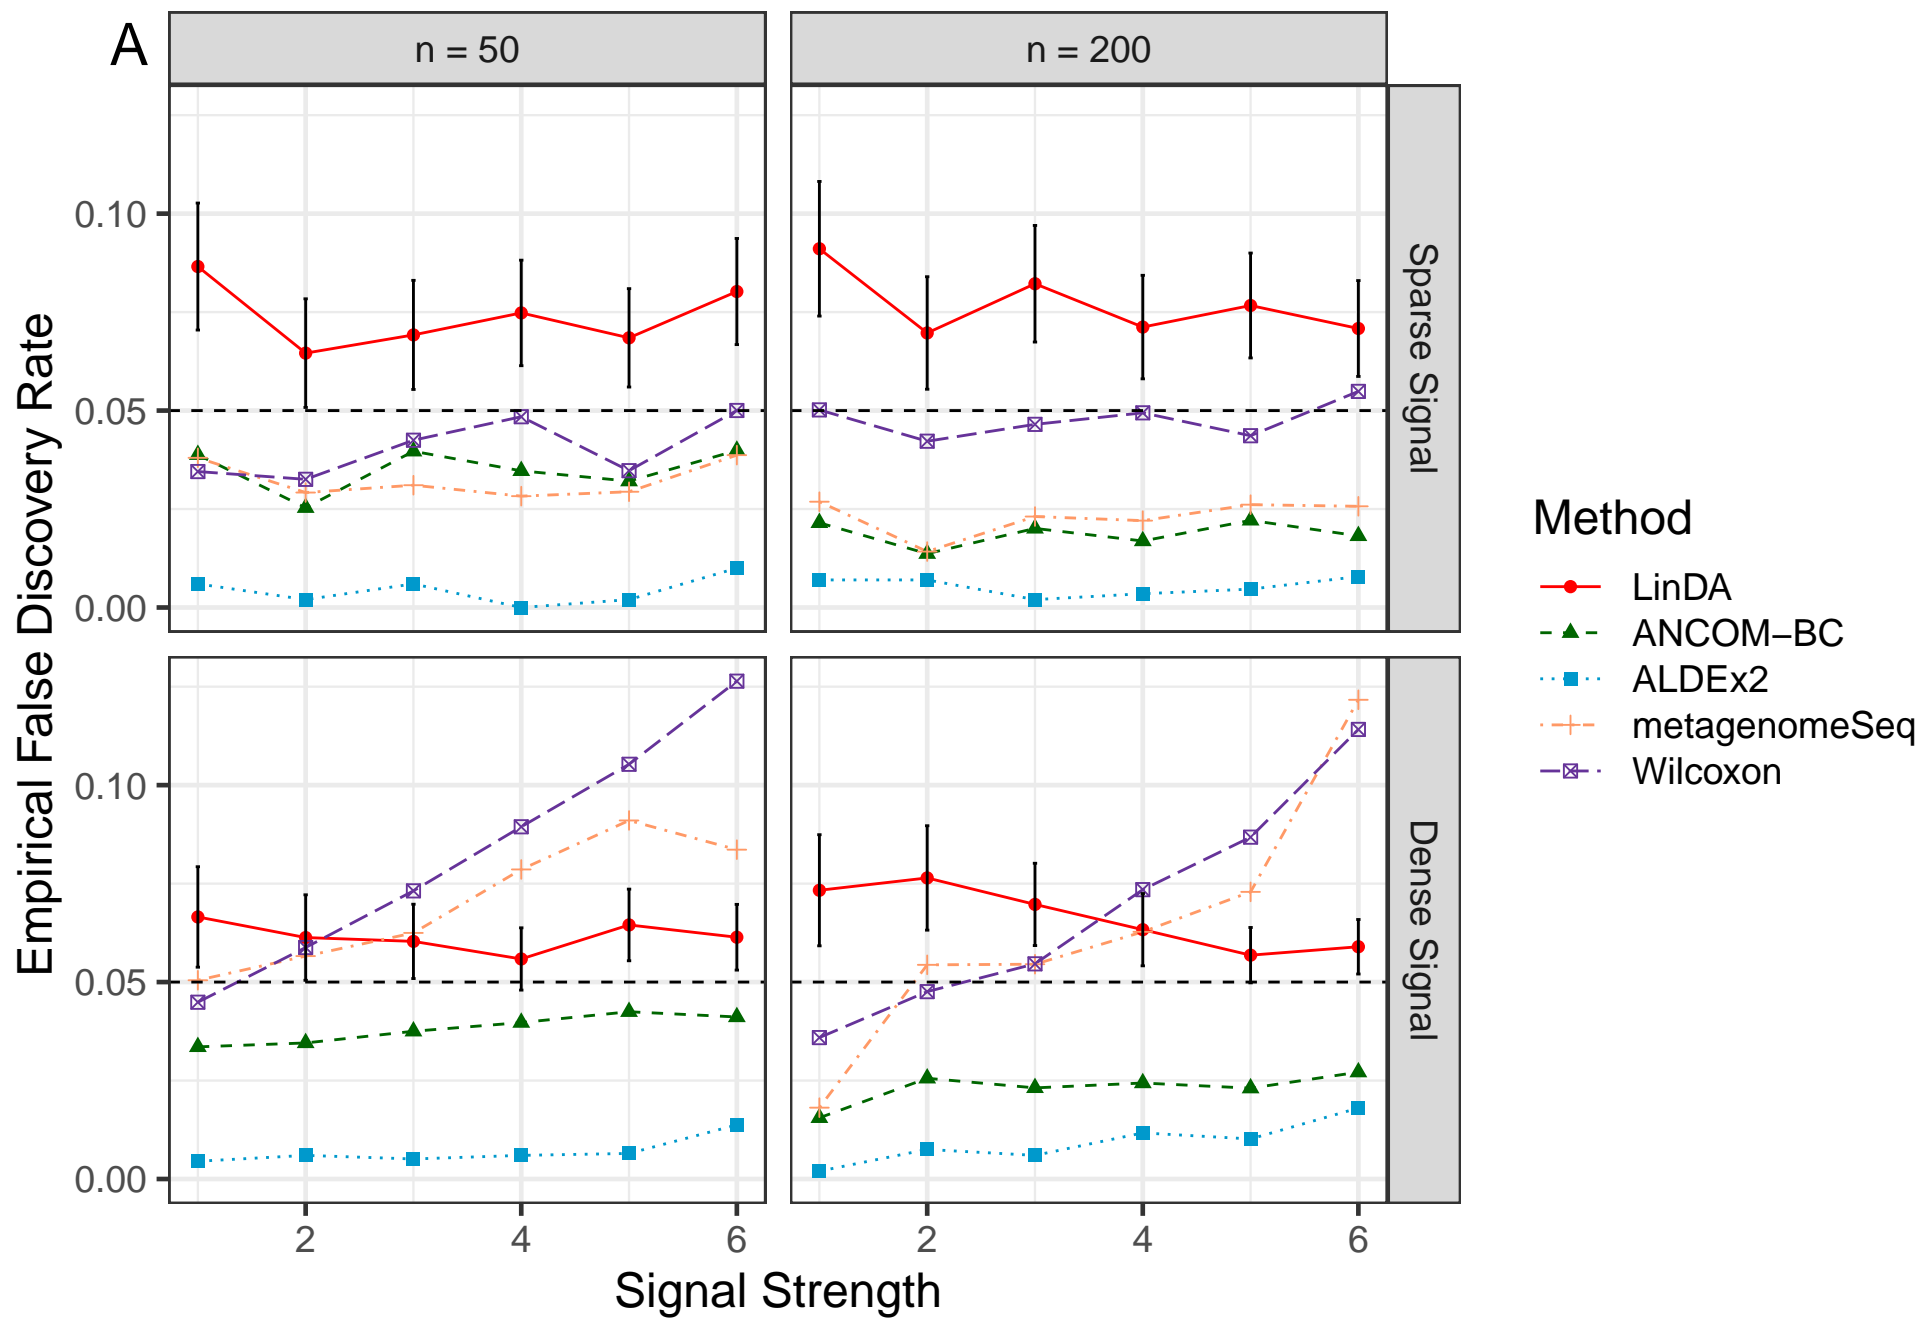 A
n = 50
n = 200
Empirical False Discovery Rate
0.10
0.05
0.00
Sparse Signal
0.10
0.05
0.00
Dense Signal
2
4
6
2
4
6
Signal Strength
Method
LinDA
ANCOM−BC
ALDEx2
metagenomeSeq
Wilcoxon